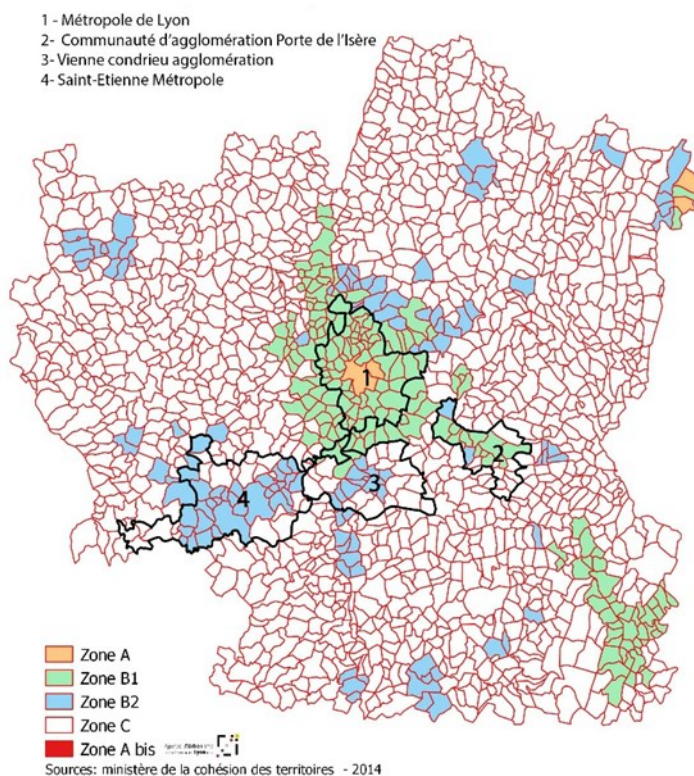 1 - Métropole de Lyon
2- Communauté d'agglomération Porte de l'Isère
3- Vienne condrieu agglomération
4- Saint-Etienne Métropole
1
2
3
4
Zone A
Zone B1
Zone B2
Zone C
Zone A bis
Sources: ministère de la cohésion des territoires - 2014